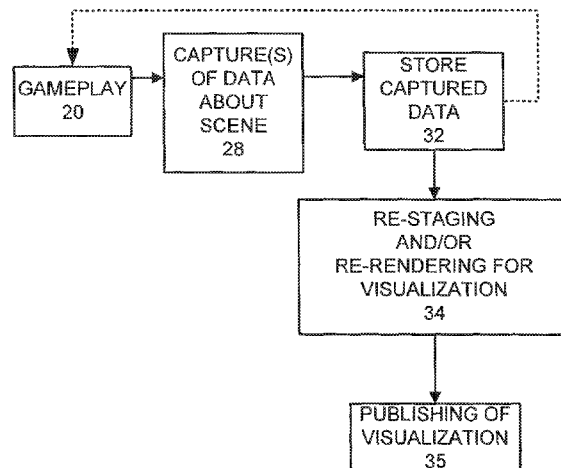 GAMEPLAY
20
CAPTURE(S)
OF DATA
ABOUT
SCENE
28
STORE
CAPTURED
DATA
32
RE-STAGING
AND/OR
RE-RENDERING FOR
VISUALIZATION
34
PUBLISHING OF
VISUALIZATION
35